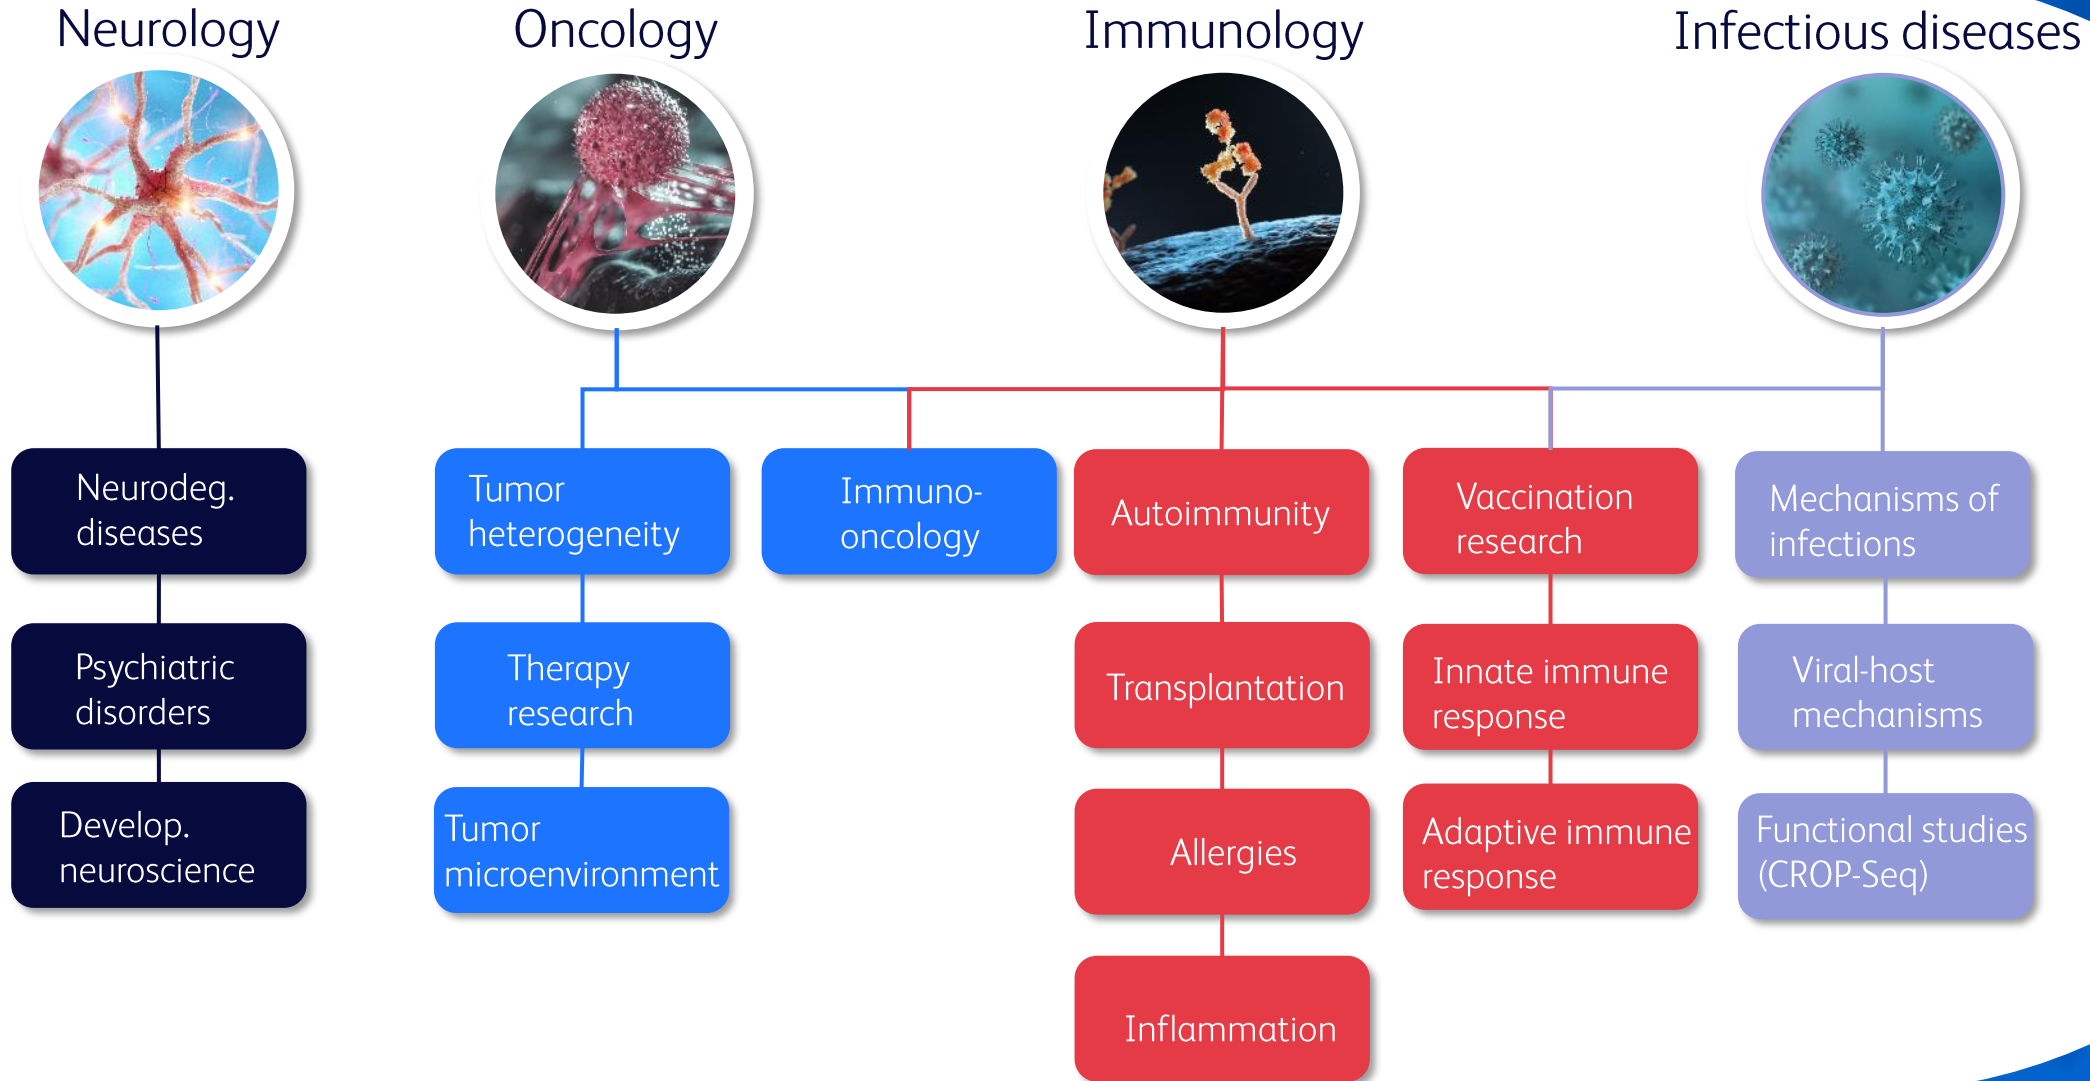 Neurology
Oncology
Immunology
Infectious diseases
Neurodeg.
diseases
Psychiatric
disorders
Develop.
neuroscience
Tumor
heterogeneity
Therapy
research
Tumor
microenvironment
Immuno-
oncology
Autoimmunity
Transplantation
Allergies
Inflammation
Vaccination
research
Innate immune
response
Adaptive immune
response
Mechanisms of
infections
Viral-host
mechanisms
Functional studies
(CROP-Seq)